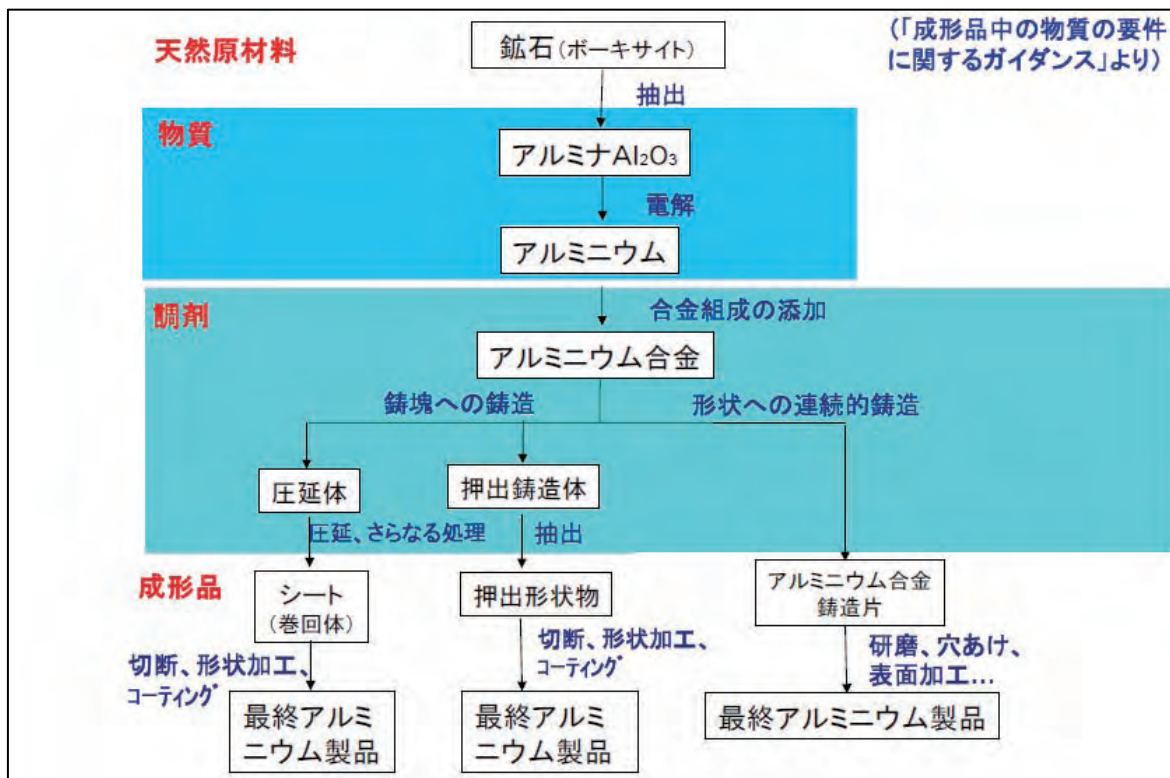 天然原材料
鉱石(ボーキサイト)
(「成形品中の物質の要件
に関するガイダンス」より)
抽出
物質
アルミナAl₂O₃
電解
アルミニウム
調剤
合金組成の添加
アルミニウム合金
鋳塊への鋳造
形状への連続的鋳造
圧延体
押出鋳造体
圧延、さらなる処理
抽出
成形品
シート
(巻回体)
押出形状物
アルミニウム合金
鋳造片
切断、形状加工、
コーティング
切断、形状加工、
コーティング
研磨、穴あけ、
表面加工...
最終アルミ
ニウム製品
最終アルミ
ニウム製品
最終アルミニウム製品